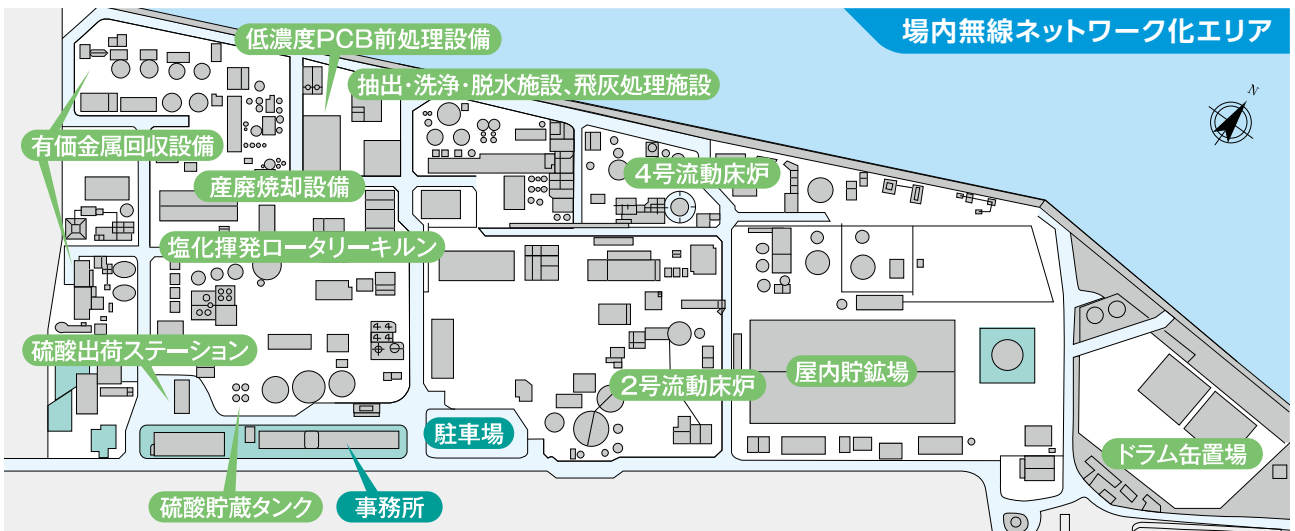 場内無線ネットワーク化エリア
低濃度PCB前処理設備
抽出・洗浄・脱水施設、飛灰処理施設
N
有価金属回収設備
4号流動床炉
産廃焼却設備
塩化揮発ロータリーキルン
硫酸出荷ステーション
2号流動床炉
屋内貯鉱場
駐車場
ドラム缶置場
硫酸貯蔵タンク
事務所